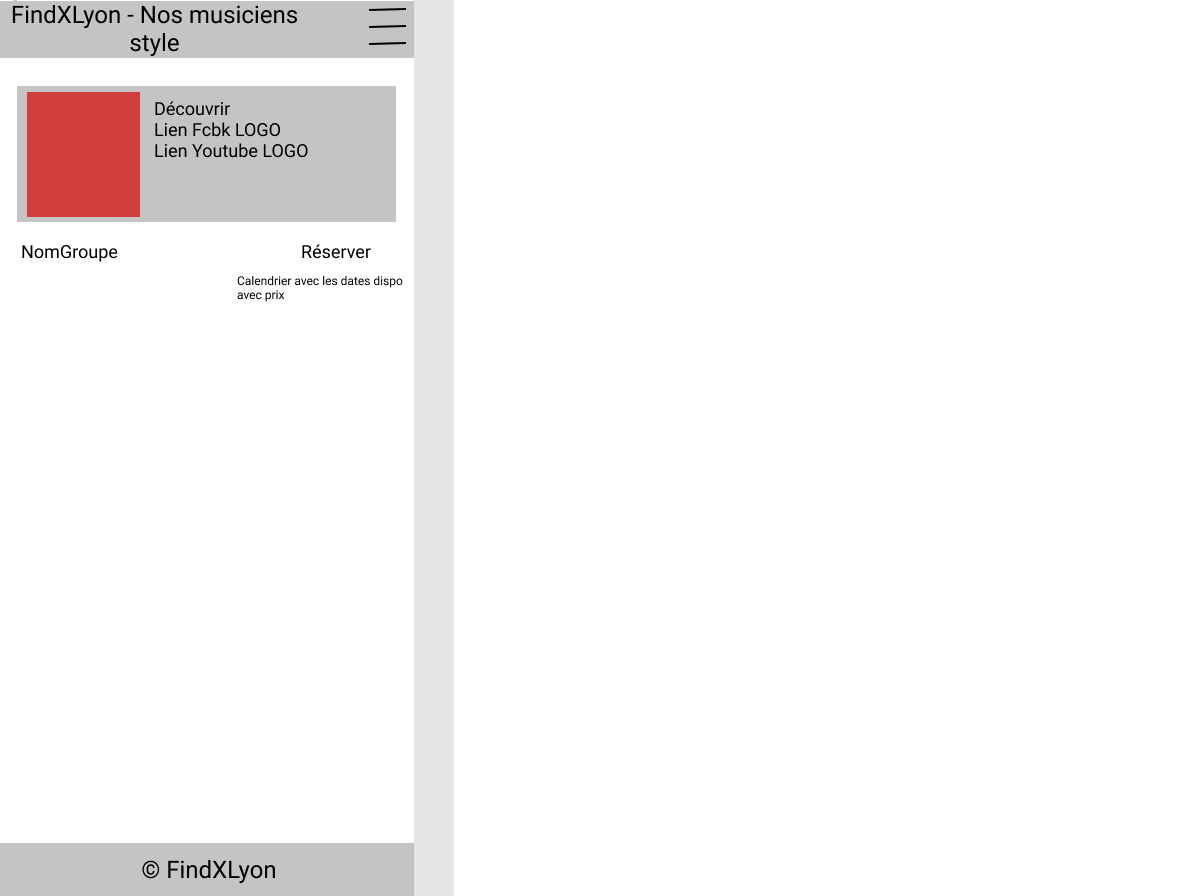 FindXLyon - Nos musiciens
style
Découvrir
Lien Fcbk LOGO
Lien Youtube LOGO
NomGroupe
Réserver
Calendrier avec les dates dispo
avec prix
© FindXLyon